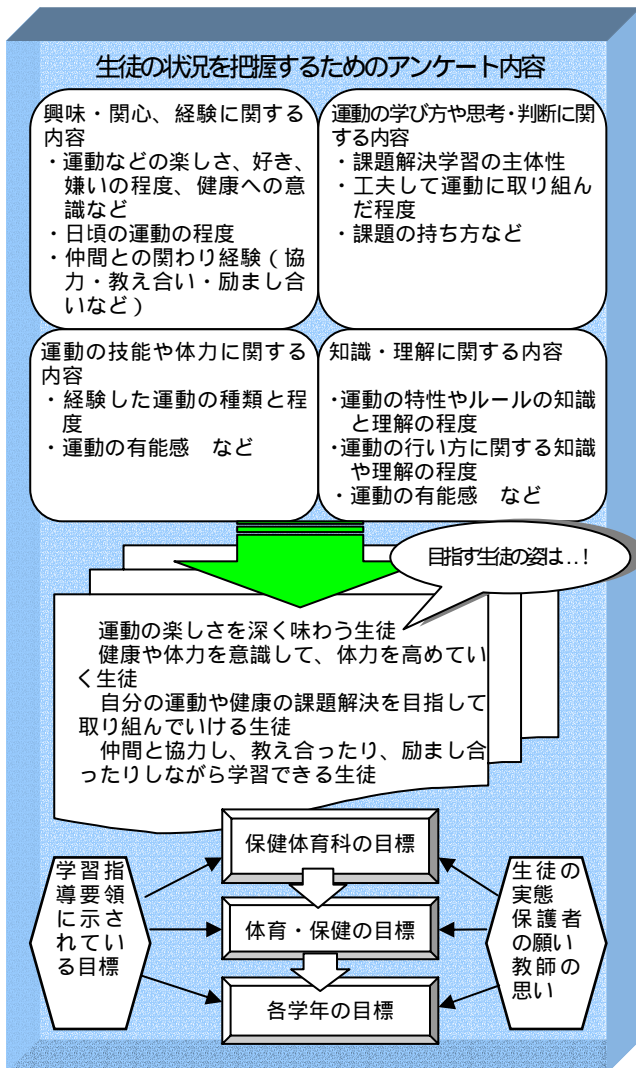 生徒の状況を把握するためのアンケート内容
興味・関心、経験に関する
内容
・運動などの楽しさ、好き、
嫌いの程度、健康への意
識など
・日頃の運動の程度
・仲間との関わり経験（協
力・教え合い・励まし合
いなど）
運動の学び方や思考・判断に関
する内容
・課題解決学習の主体性
・工夫して運動に取り組ん
だ程度
・課題の持ち方など
運動の技能や体力に関する
内容
・経験した運動の種類と程
度
・運動の有能感　など
知識・理解に関する内容
・運動の特性やルールの知識
と理解の程度
・運動の行い方に関する知識
や理解の程度
・運動の有能感　など
目指す生徒の姿は…！
運動の楽しさを深く味わう生徒
健康や体力を意識して、体力を高めてい
く生徒
自分の運動や健康の課題解決を目指して
取り組んでいける生徒
仲間と協力し、教え合ったり、励まし合
ったりしながら学習できる生徒
保健体育科の目標
学習指
導要領
に示さ
れてい
る目標
体育・保健の目標
生徒の
実態
保護者
の願い
教師の
思い
各学年の目標